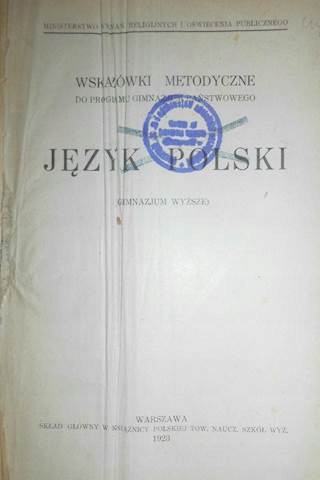 MINISTERSTWO WYZNAŃ RELIGIJNYCH I OŚWIECENIA PUBLICZNEGO
WSKAZÓWKI METODYCZNE
DO PROGRAMU GIMNAZJUM PAŃSTWOWEGO
JĘZYK POLSKI
(GIMNAZJUM WYŻSZE)
WARSZAWA
SKŁAD GŁÓWNY W KSIĄŻNICY POLSKIEJ TOW. NAUCZ. SZKÓŁ WYŻ.
1923